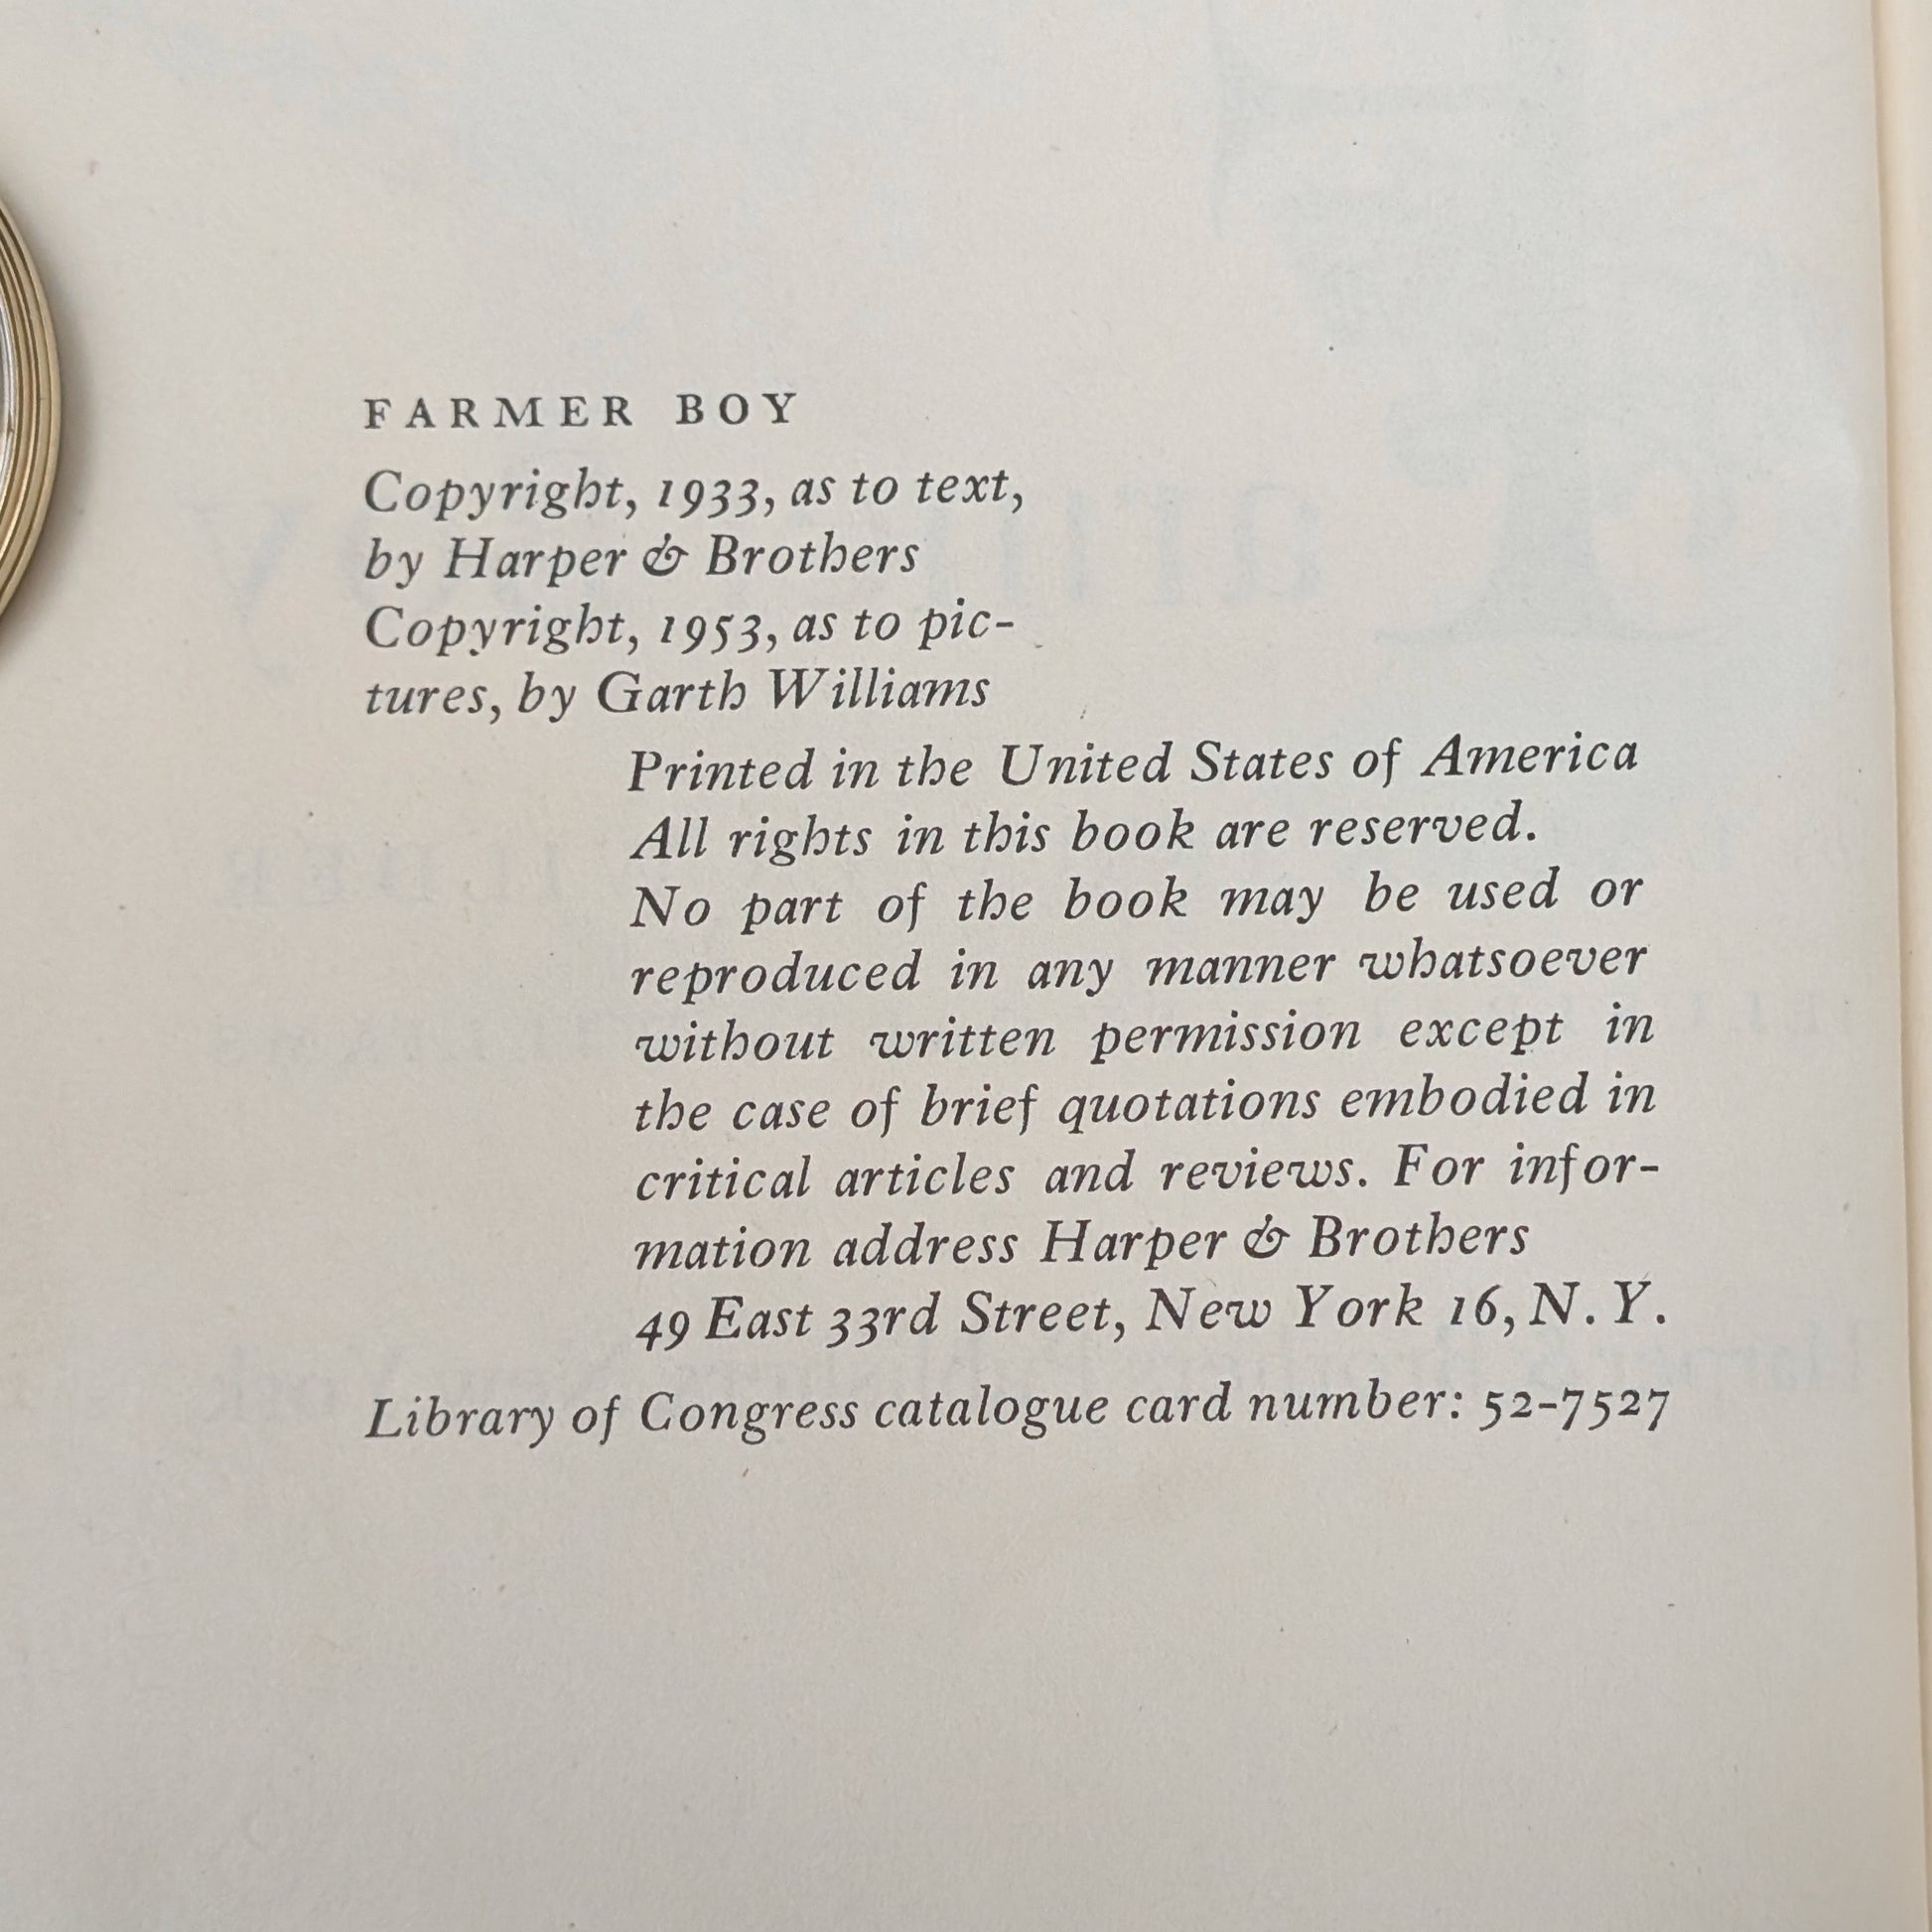 FARMER BOY
Copyright, 1933, as to text,
by Harper & Brothers
Copyright, 1953, as to pic-
tures, by Garth Williams
Printed in the United States of America
All rights in this book are reserved.
No part of the book may be used or
reproduced in any manner whatsoever
without written permission except in
the case of brief quotations embodied in
critical articles and reviews. For infor-
mation address Harper & Brothers
49 East 33rd Street, New York 16, N. Y.
Library of Congress catalogue card number: 52-7527